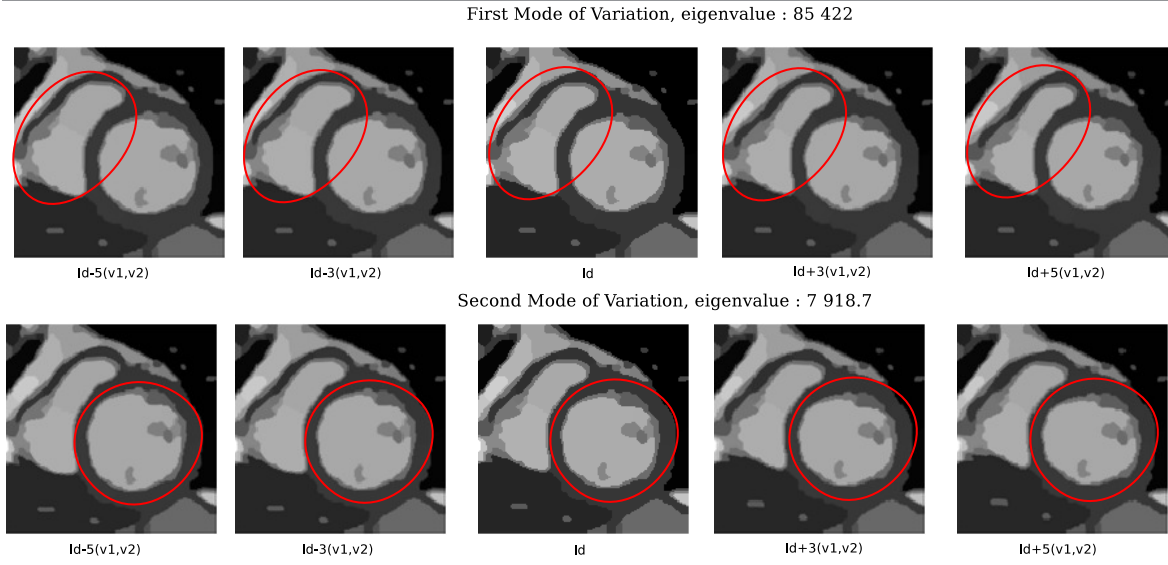 First Mode of Variation, eigenvalue : 85 422
Id-5(v1,v2) Id-3(v1,v2) Id Id+3(v1,v2) Id+5(v1,v2)
Second Mode of Variation, eigenvalue : 7 918.7
Id-5(v1,v2) Id-3(v1,v2) Id Id+3(v1,v2) Id+5(v1,v2)